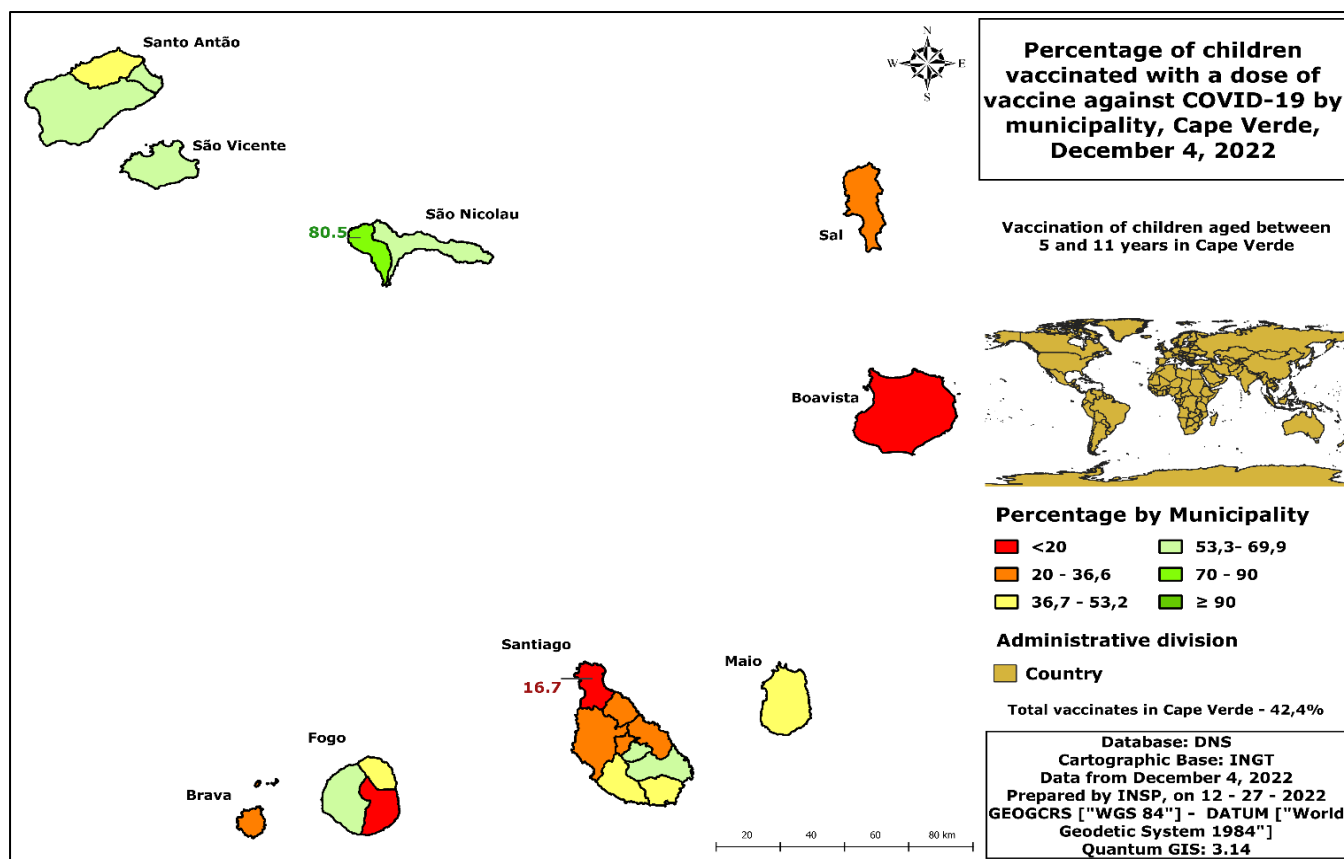 Percentage of children
vaccinated with a dose of
vaccine against COVID-19 by
municipality, Cape Verde,
December 4, 2022
Santo Antão
São Vicente
São Nicolau
80.5
N
W
E
S
Sal
Vaccination of children aged between
5 and 11 years in Cape Verde
Boavista
Percentage by Municipality
<20
20 - 36,6
36,7 - 53,2
53,3- 69,9
70 - 90
≥ 90
Administrative division
Country
Total vaccinates in Cape Verde - 42,4%
Santiago
16.7
Maio
Fogo
Brava
20 40 60 80 km
Database: DNS
Cartographic Base: INGT
Data from December 4, 2022
Prepared by INSP, on 12 - 27 - 2022
GEOGCRS ["WGS 84"] - DATUM ["World
Geodetic System 1984"]
Quantum GIS: 3.14